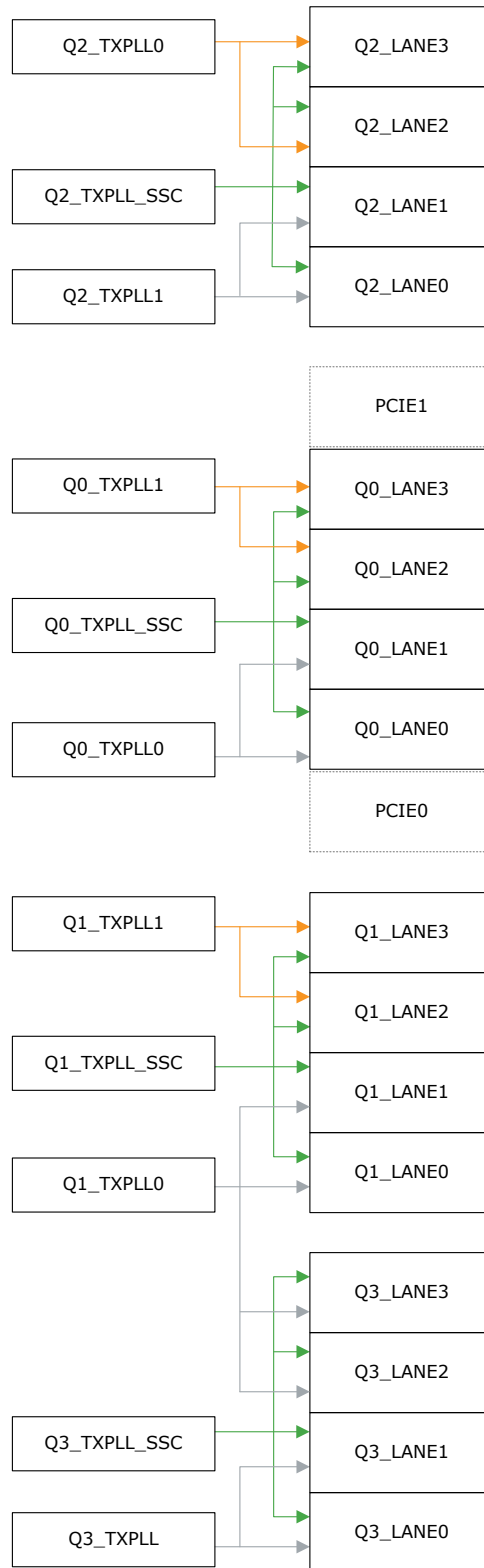 Q2_TXPLL0
Q2_LANE3
Q2_LANE2
Q2_TXPLL_SSC
Q2_LANE1
Q2_TXPLL1
Q2_LANE0
PCIE1
Q0_TXPLL1
Q0_LANE3
Q0_LANE2
Q0_TXPLL_SSC
Q0_LANE1
Q0_TXPLL0
Q0_LANE0
PCIE0
Q1_TXPLL1
Q1_LANE3
Q1_LANE2
Q1_TXPLL_SSC
Q1_LANE1
Q1_TXPLL0
Q1_LANE0
Q3_LANE3
Q3_LANE2
Q3_TXPLL_SSC
Q3_LANE1
Q3_TXPLL
Q3_LANE0